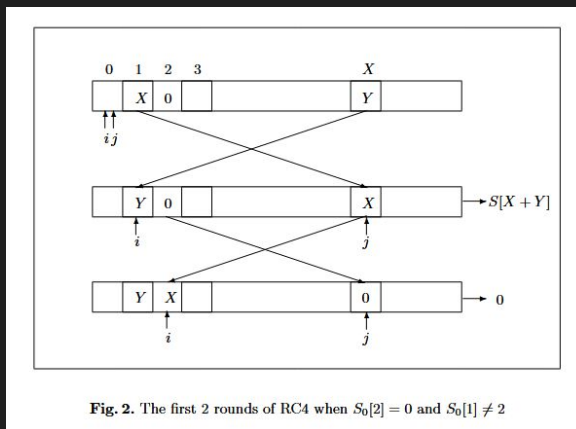 0 1 2 3 X
X 0 Y
i j
Y 0 X S[X + Y]
i j
Y X 0 0
i j
Fig. 2. The first 2 rounds of RC4 when S₀[2] = 0 and S₀[1] ≠ 2